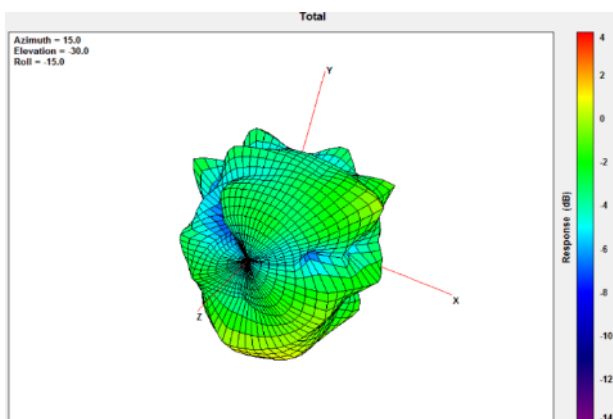 Total
Azimuth = 15.0
Elevation = -30.0
Roll = -15.0
Y
X
Z
4
2
0
-2
-4
-6
-8
-10
-12
-14
Response (dB)